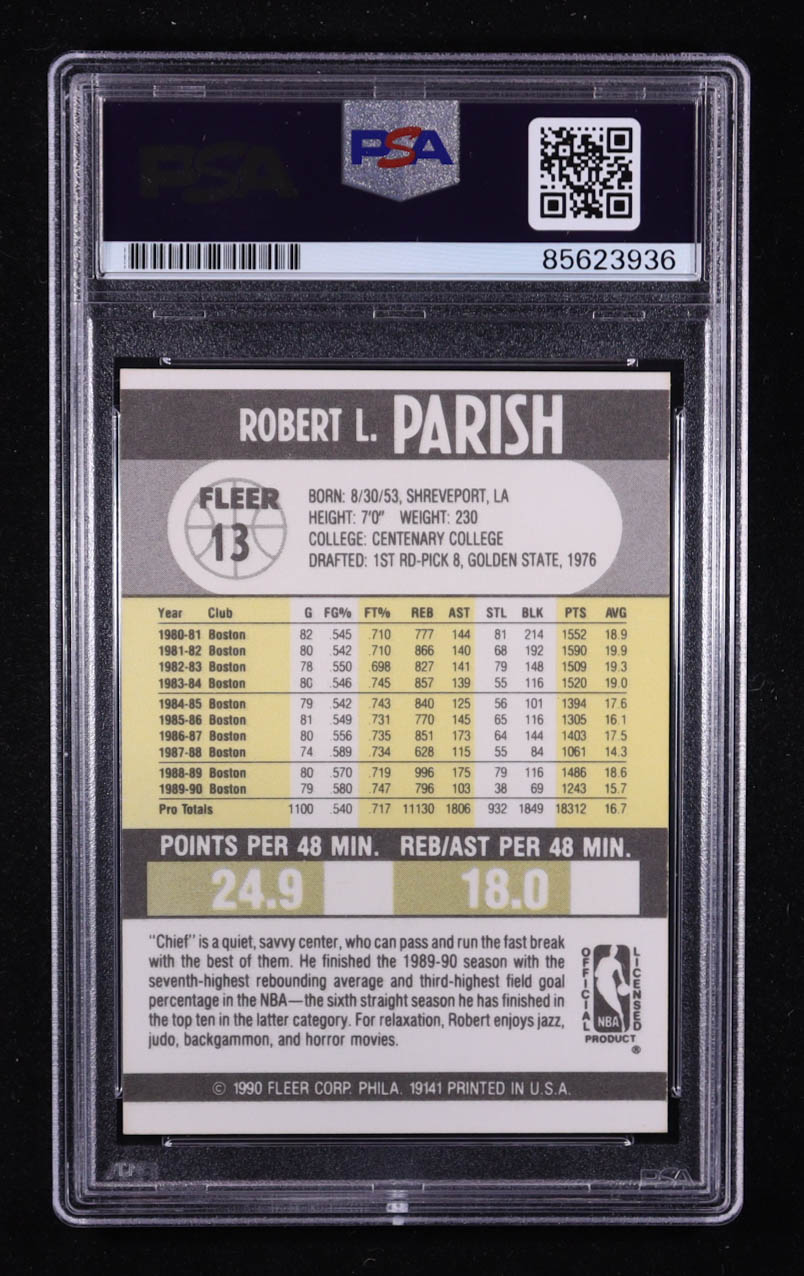 PSA
PSA
85623936
ROBERT L. PARISH
FLEER
13
BORN: 8/30/53, SHREVEPORT, LA
HEIGHT: 7'0" WEIGHT: 230
COLLEGE: CENTENARY COLLEGE
DRAFTED: 1ST RD-PICK 8, GOLDEN STATE, 1976
Year Club G FG% FT% REB AST STL BLK PTS AVG
1980-81 Boston 82 .545 .710 777 144 81 214 1552 18.9
1981-82 Boston 80 .542 .710 866 140 68 192 1590 19.9
1982-83 Boston 78 .550 .698 827 141 79 148 1509 19.3
1983-84 Boston 80 .546 .745 857 139 55 116 1520 19.0
1984-85 Boston 79 .542 .743 840 125 56 101 1394 17.6
1985-86 Boston 81 .549 .731 770 145 65 116 1305 16.1
1986-87 Boston 80 .556 .735 851 173 64 144 1403 17.5
1987-88 Boston 74 .589 .734 628 115 55 84 1061 14.3
1988-89 Boston 80 .570 .719 996 175 79 116 1486 18.6
1989-90 Boston 79 .580 .747 796 103 38 69 1243 15.7
Pro Totals 1100 .540 .717 11130 1806 932 1849 18312 16.7
POINTS PER 48 MIN. REB/AST PER 48 MIN.
24.9 18.0
"Chief" is a quiet, savvy center, who can pass and run the fast break
with the best of them. He finished the 1989-90 season with the
seventh-highest rebounding average and third-highest field goal
percentage in the NBA—the sixth straight season he has finished in
the top ten in the latter category. For relaxation, Robert enjoys jazz,
judo, backgammon, and horror movies.
OFFICIAL
LICENSED
NBA
PRODUCT
®
© 1990 FLEER CORP. PHILA. 19141 PRINTED IN U.S.A.
PSA